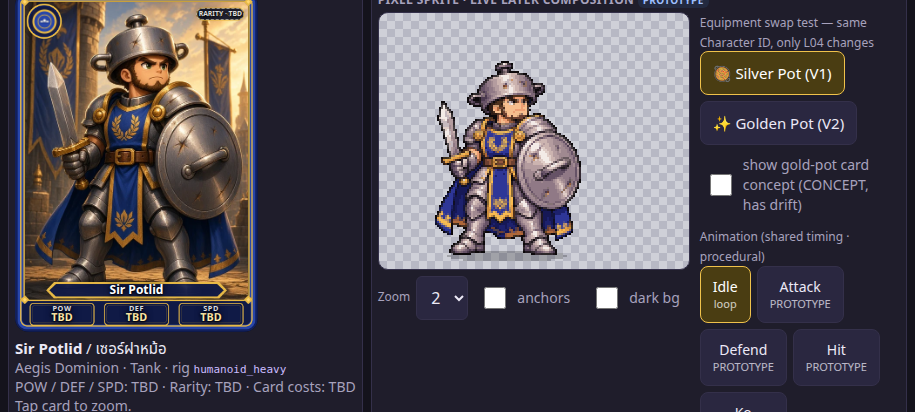 RARITY · TBD
Sir Potlid
POW
TBD
DEF
TBD
SPD
TBD
Sir Potlid / เซอร์ฝาหม้อ
Aegis Dominion · Tank · rig humanoid_heavy
POW / DEF / SPD: TBD · Rarity: TBD · Card costs: TBD
Tap card to zoom.
PIXEL SPRITE · LIVE LAYER COMPOSITION PROTOTYPE
Zoom
2
anchors
dark bg
Equipment swap test — same
Character ID, only L04 changes
Silver Pot (V1)
Golden Pot (V2)
show gold-pot card
concept (CONCEPT,
has drift)
Animation (shared timing ·
procedural)
Idle
loop
Attack
PROTOTYPE
Defend
PROTOTYPE
Hit
PROTOTYPE
Ko